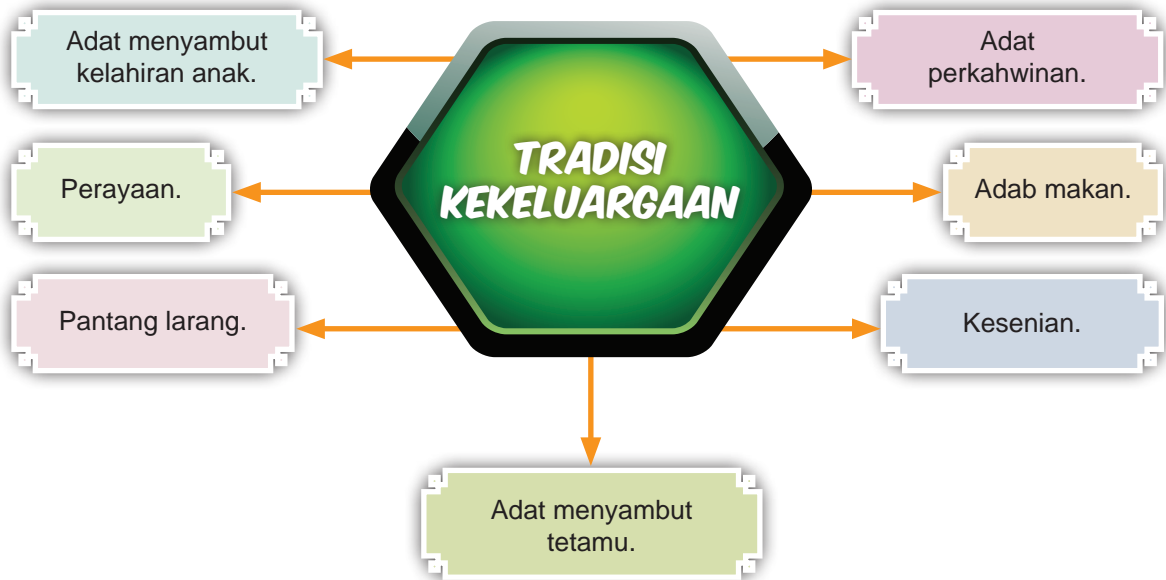 TRADISI
KEKELUARGAAN
Adat menyambut
kelahiran anak.
Adat
perkahwinan.
Perayaan.
Adab makan.
Pantang larang.
Kesenian.
Adat menyambut
tetamu.